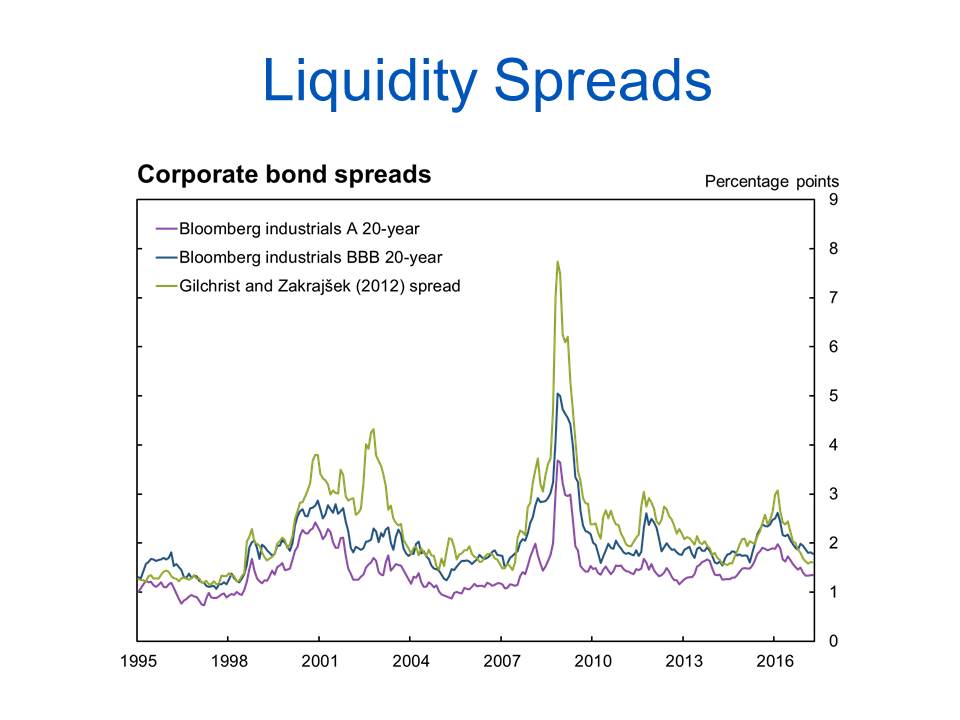 Liquidity Spreads
Corporate bond spreads
Percentage points
Bloomberg industrials A 20-year
Bloomberg industrials BBB 20-year
Gilchrist and Zakrajšek (2012) spread
9
8
7
6
5
4
3
2
1
0
1995 1998 2001 2004 2007 2010 2013 2016